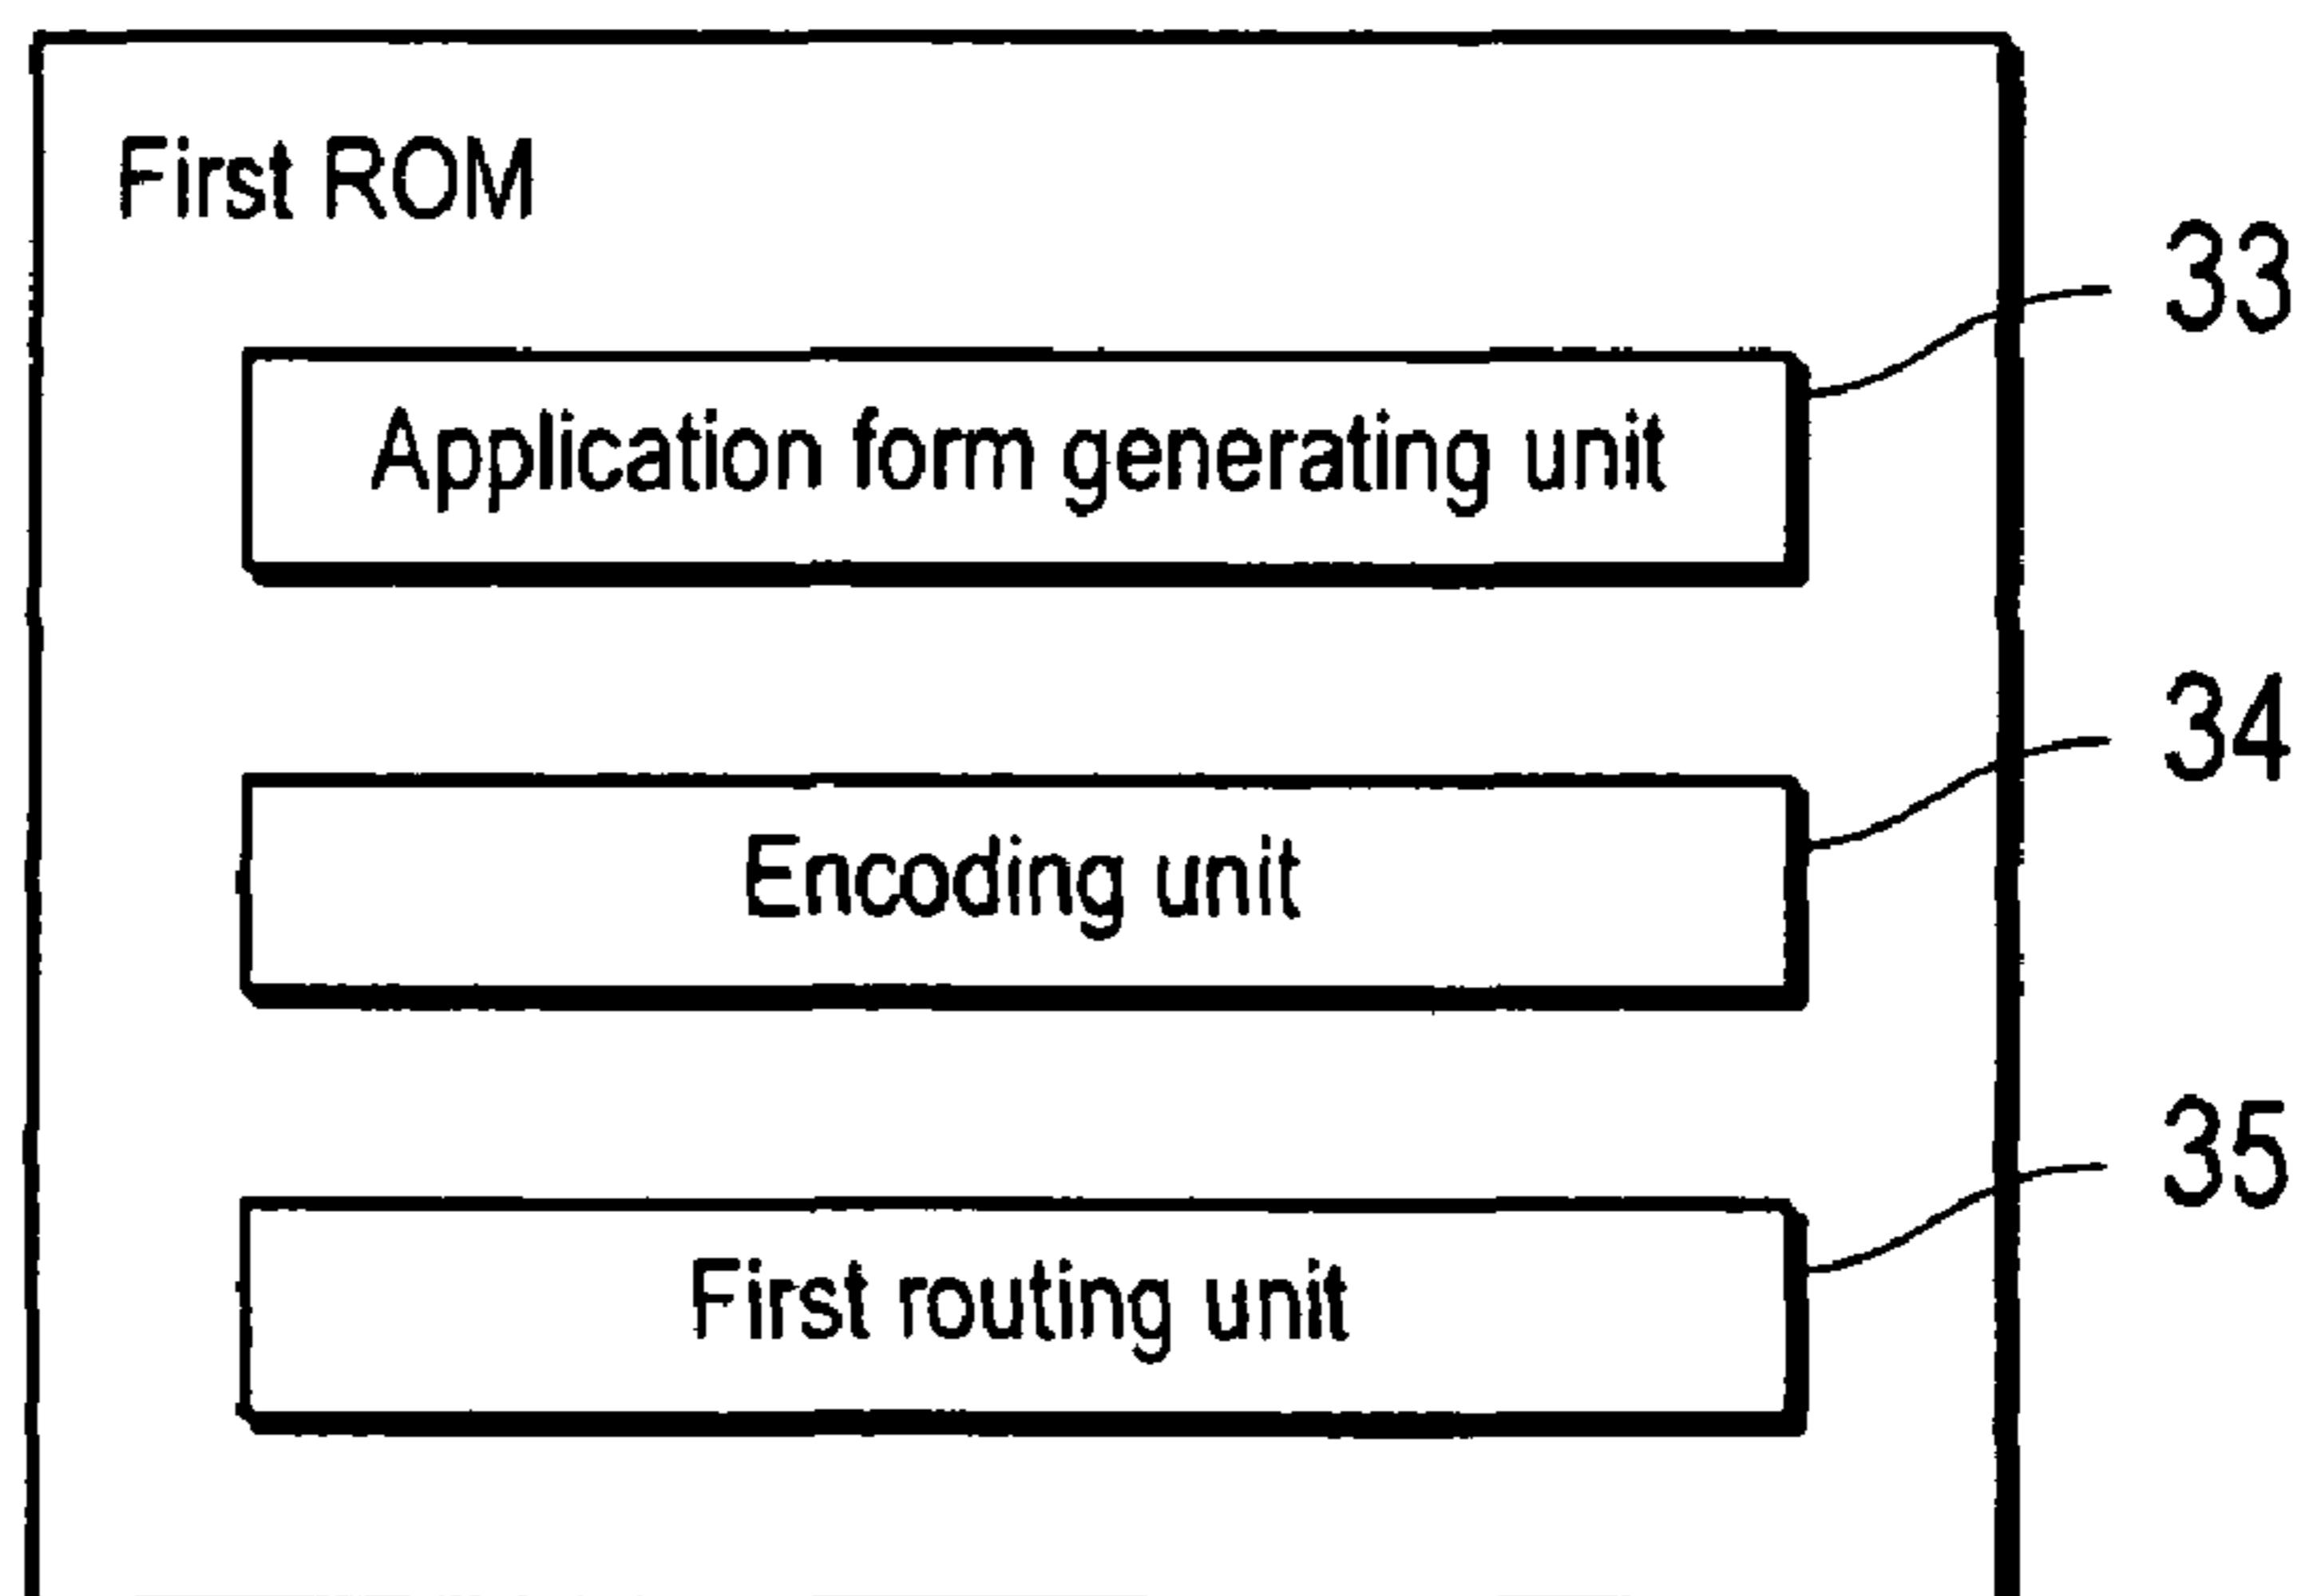 First ROM
33
Application form generating unit
34
Encoding unit
35
First routing unit